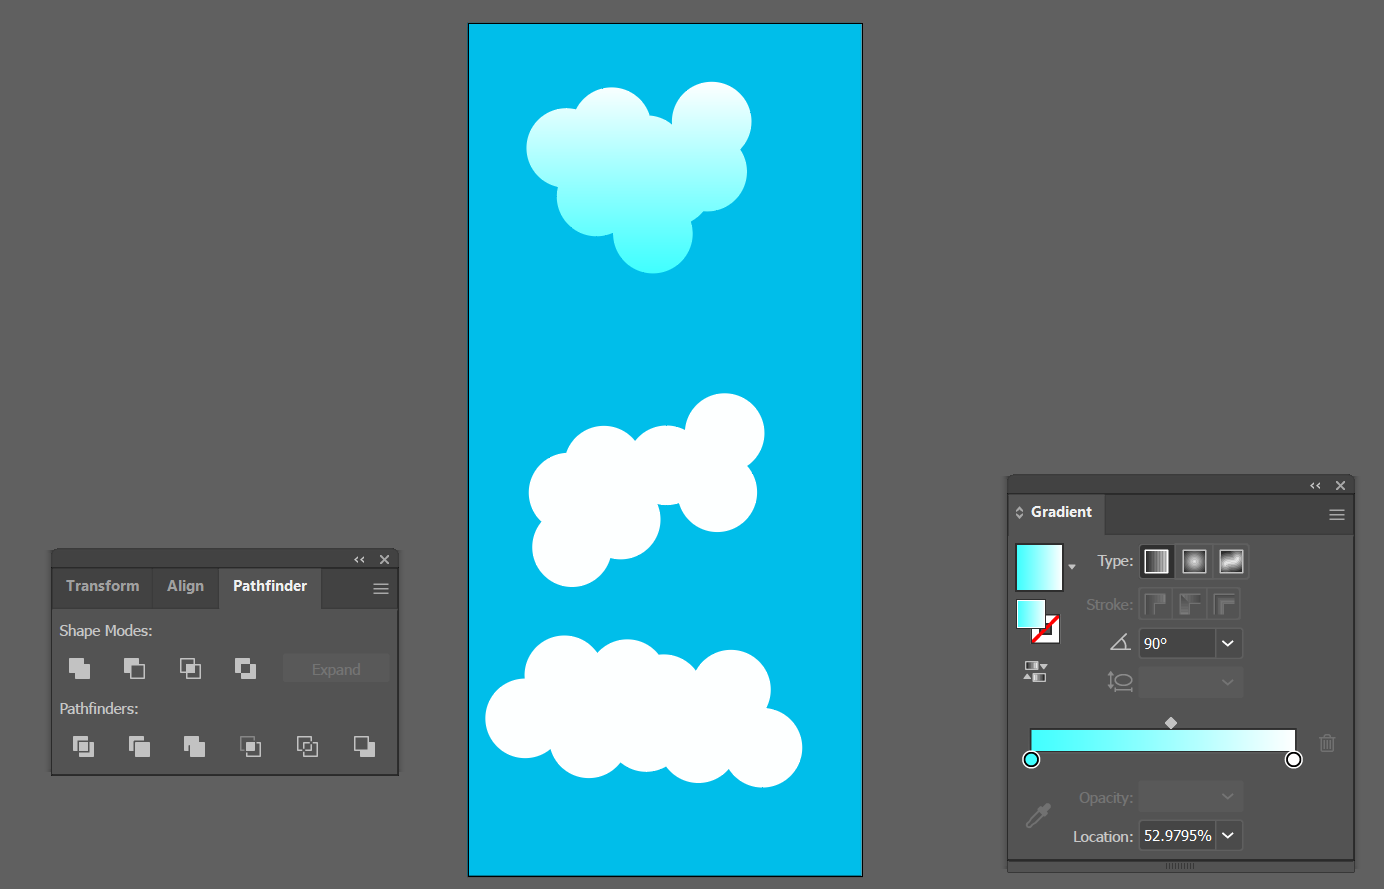 Transform Align Pathfinder
Shape Modes:
Expand
Pathfinders:
Gradient
Type:
Stroke:
90°
Opacity:
Location: 52.9795%